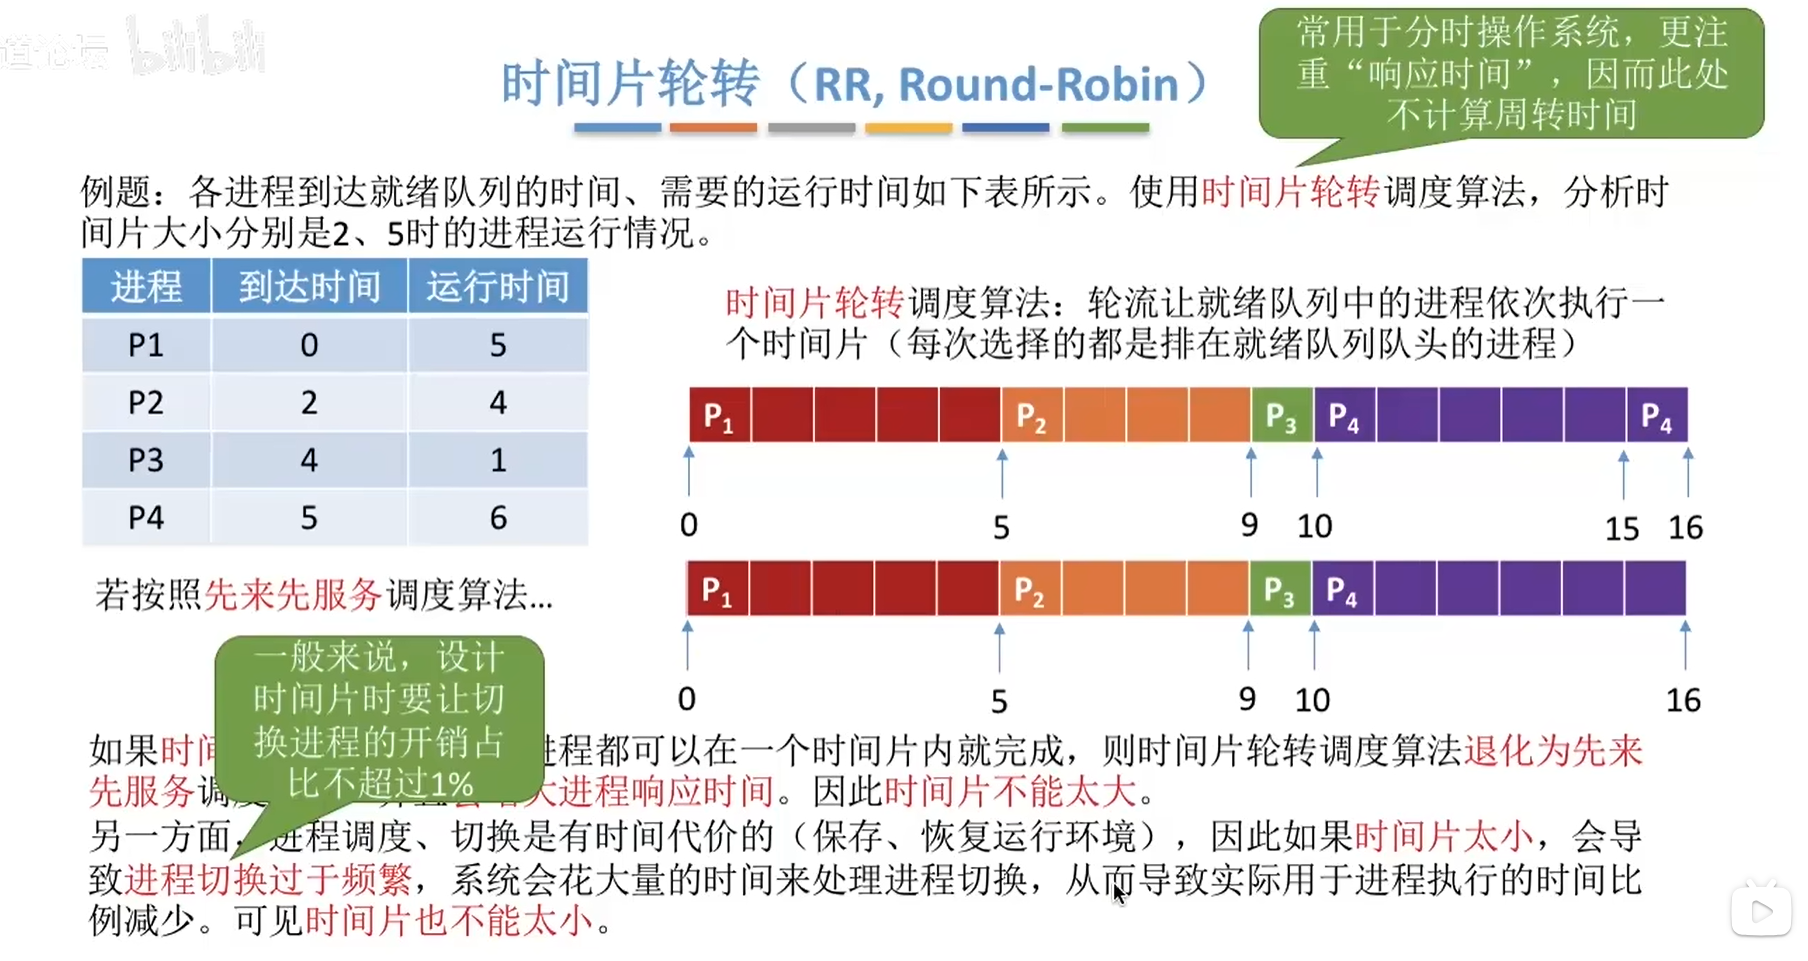 道论坛 bilibili
常用于分时操作系统，更注
重“响应时间”，因而此处
不计算周转时间
时间片轮转（RR, Round-Robin）
例题：各进程到达就绪队列的时间、需要的运行时间如下表所示。使用时间片轮转调度算法，分析时
间片大小分别是2、5时的进程运行情况。
进程 到达时间 运行时间
P1 0 5
P2 2 4
P3 4 1
P4 5 6
时间片轮转调度算法：轮流让就绪队列中的进程依次执行一
个时间片（每次选择的都是排在就绪队列队头的进程）
P1 P2 P3 P4 P4
0 5 9 10 15 16
若按照先来先服务调度算法...
P1 P2 P3 P4
0 5 9 10 16
一般来说，设计
时间片时要让切
换进程的开销占
比不超过1%
如果时间 进程都可以在一个时间片内就完成，则时间片轮转调度算法退化为先来
先服务调度 大进程响应时间。因此时间片不能太大。
另一方面，进程调度、切换是有时间代价的（保存、恢复运行环境），因此如果时间片太小，会导
致进程切换过于频繁，系统会花大量的时间来处理进程切换，从而导致实际用于进程执行的时间比
例减少。可见时间片也不能太小。